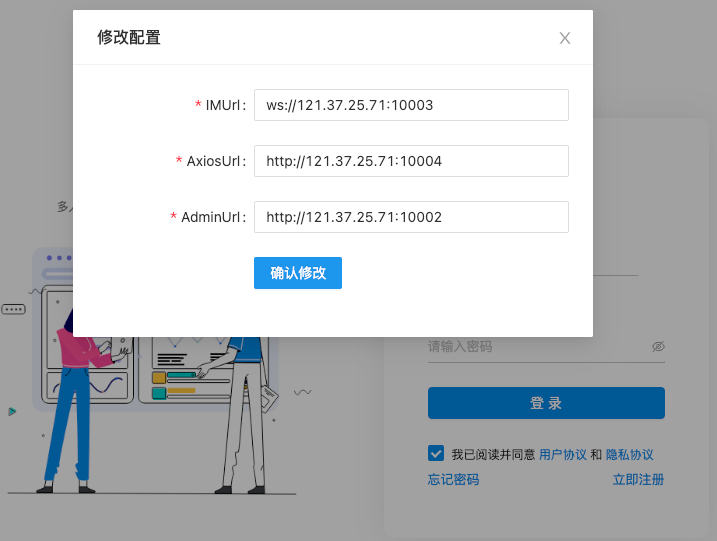 修改配置
* IMUrl: ws://121.37.25.71:10003
* AxiosUrl: http://121.37.25.71:10004
* AdminUrl: http://121.37.25.71:10002
确认修改
多人
请输入密码
登 录
我已阅读并同意 用户协议 和 隐私协议
忘记密码 立即注册